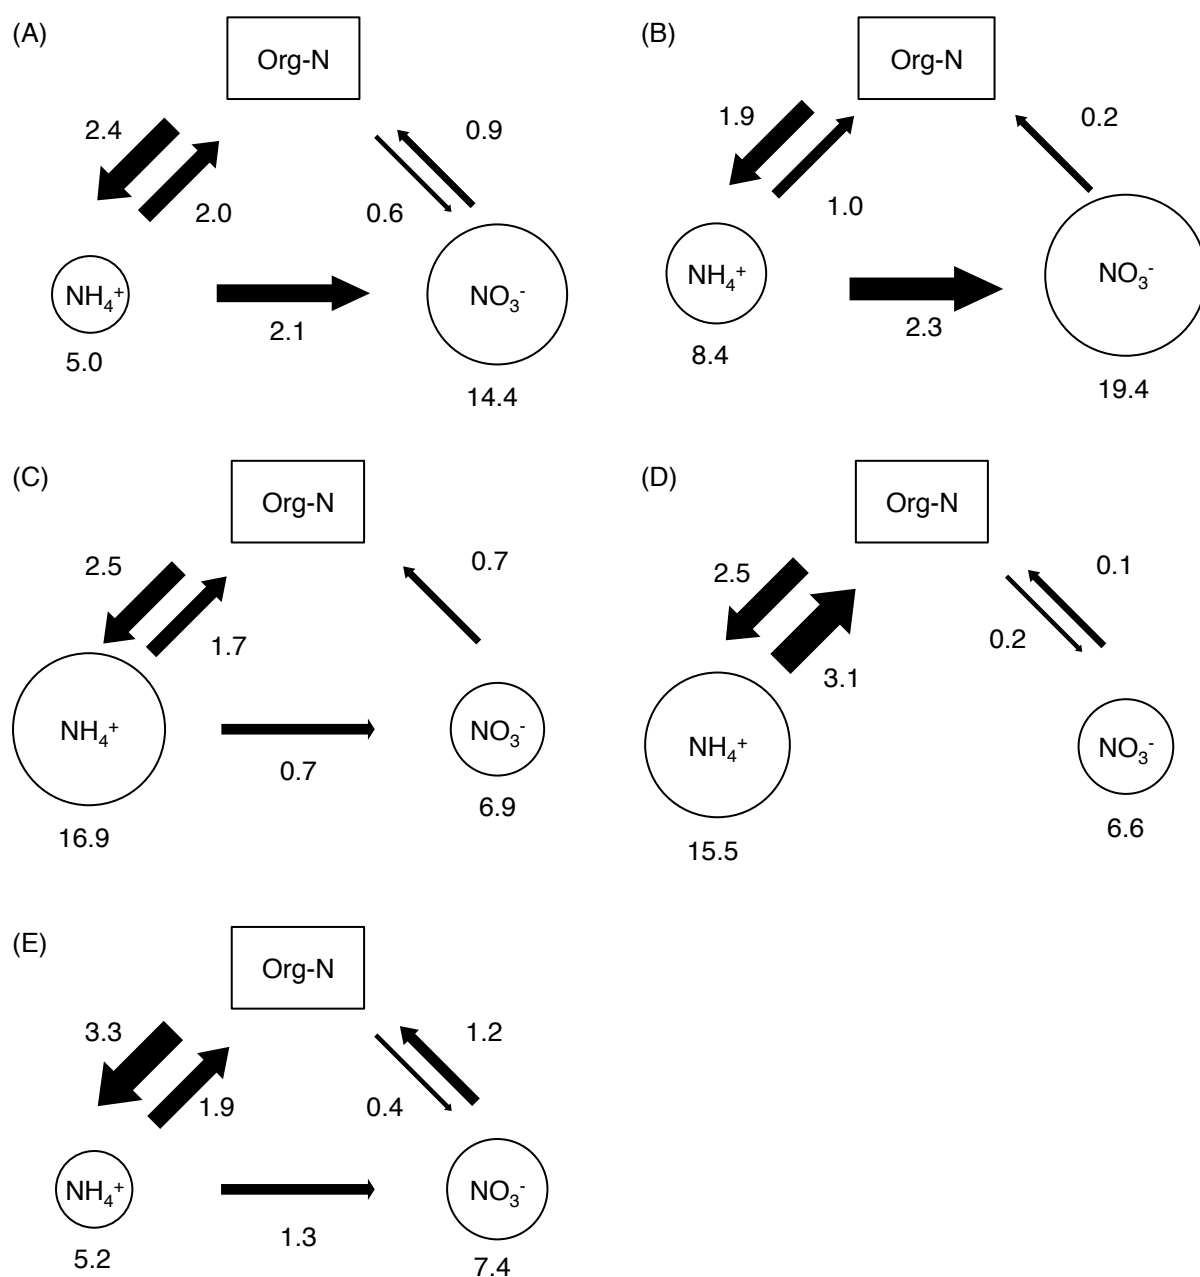 (A)
Org-N
2.4
2.0
0.9
0.6
NH₄⁺
5.0
2.1
NO₃⁻
14.4
(B)
Org-N
1.9
1.0
0.2
NH₄⁺
8.4
2.3
NO₃⁻
19.4
(C)
Org-N
2.5
1.7
0.7
NH₄⁺
16.9
0.7
NO₃⁻
6.9
(D)
Org-N
2.5
3.1
0.1
0.2
NH₄⁺
15.5
NO₃⁻
6.6
(E)
Org-N
3.3
1.9
1.2
0.4
NH₄⁺
5.2
1.3
NO₃⁻
7.4